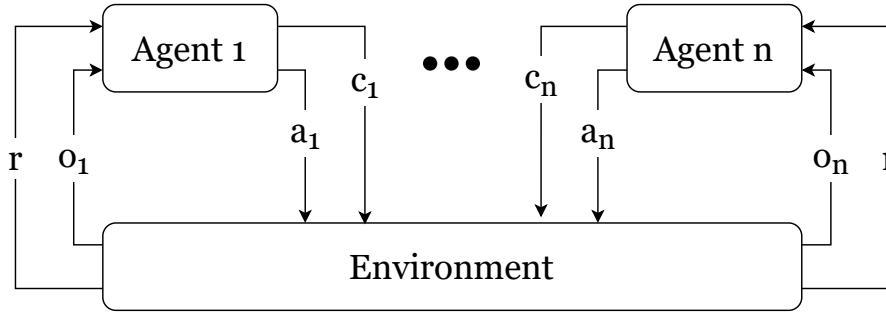 Agent 1
Agent n
c₁
cₙ
a₁
aₙ
r
o₁
oₙ
Environment